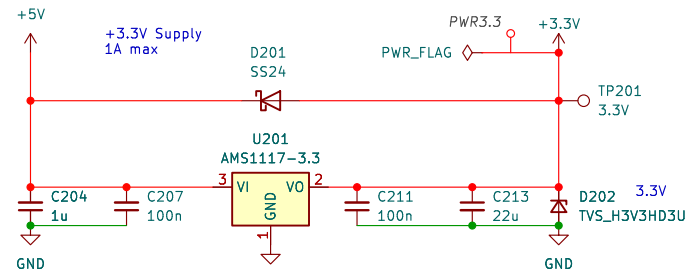 +5V
+3.3V Supply
1A max
PWR3.3
+3.3V
PWR_FLAG
D201
SS24
TP201
3.3V
U201
AMS1117-3.3
3
VI
VO
2
GND
1
C204
1u
C207
100n
C211
100n
C213
22u
D202
3.3V
TVS_H3V3HD3U
GND
GND